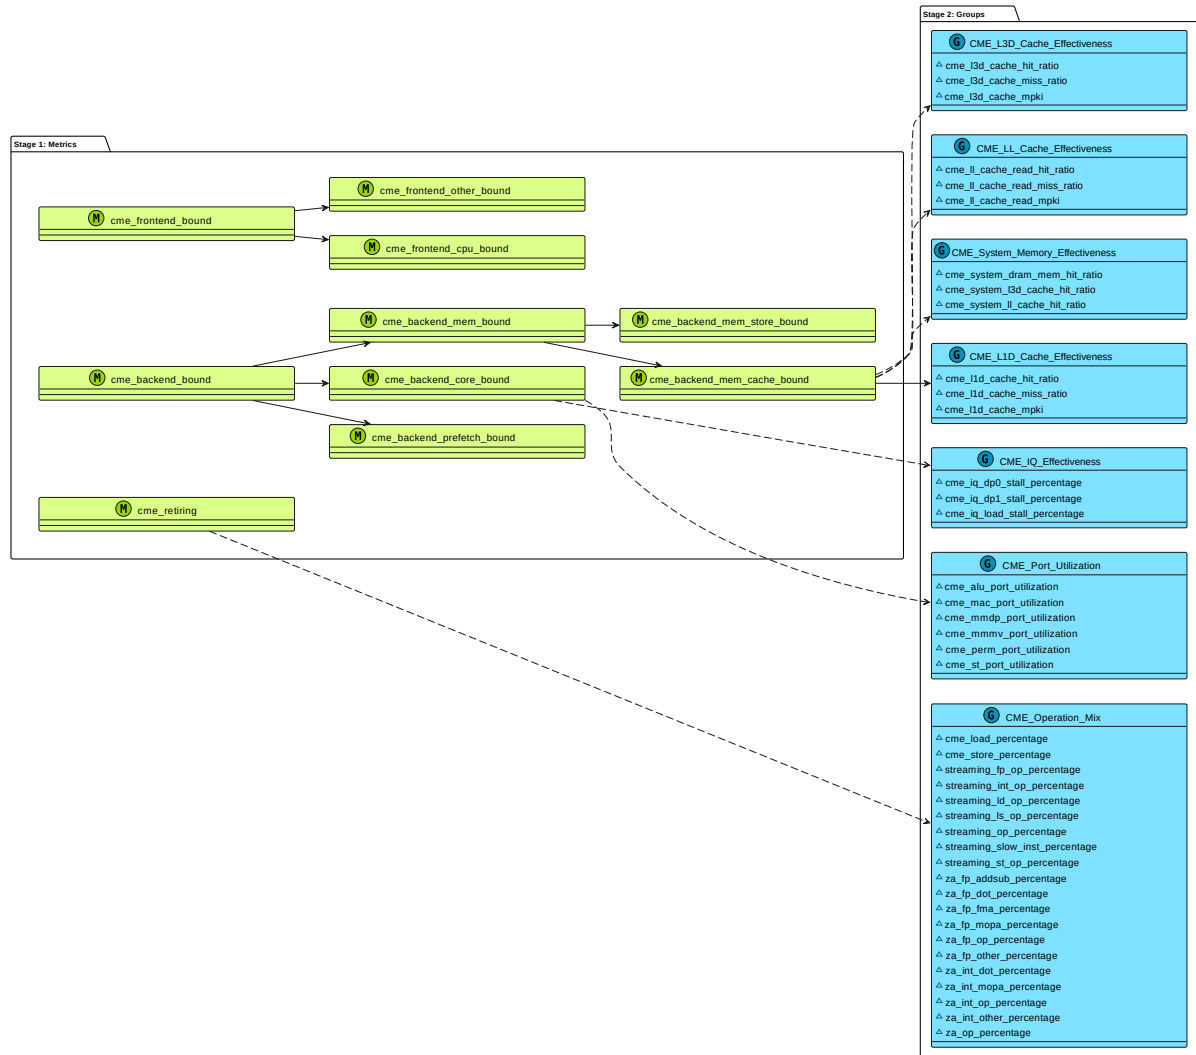 Stage 1: Metrics
M cme_frontend_bound
M cme_frontend_other_bound
M cme_frontend_cpu_bound
M cme_backend_bound
M cme_backend_mem_bound
M cme_backend_core_bound
M cme_backend_prefetch_bound
M cme_backend_mem_store_bound
M cme_backend_mem_cache_bound
M cme_retiring
Stage 2: Groups
G CME_L3D_Cache_Effectiveness
cme_l3d_cache_hit_ratio
cme_l3d_cache_miss_ratio
cme_l3d_cache_mpki
G CME_LL_Cache_Effectiveness
cme_ll_cache_read_hit_ratio
cme_ll_cache_read_miss_ratio
cme_ll_cache_read_mpki
G CME_System_Memory_Effectiveness
cme_system_dram_mem_hit_ratio
cme_system_l3d_cache_hit_ratio
cme_system_ll_cache_hit_ratio
G CME_L1D_Cache_Effectiveness
cme_l1d_cache_hit_ratio
cme_l1d_cache_miss_ratio
cme_l1d_cache_mpki
G CME_IQ_Effectiveness
cme_iq_dp0_stall_percentage
cme_iq_dp1_stall_percentage
cme_iq_load_stall_percentage
G CME_Port_Utilization
cme_alu_port_utilization
cme_mac_port_utilization
cme_mmdp_port_utilization
cme_mmmv_port_utilization
cme_perm_port_utilization
cme_st_port_utilization
G CME_Operation_Mix
cme_load_percentage
cme_store_percentage
streaming_fp_op_percentage
streaming_int_op_percentage
streaming_ld_op_percentage
streaming_ls_op_percentage
streaming_op_percentage
streaming_slow_inst_percentage
streaming_st_op_percentage
za_fp_addsub_percentage
za_fp_dot_percentage
za_fp_fma_percentage
za_fp_mopa_percentage
za_fp_op_percentage
za_fp_other_percentage
za_int_dot_percentage
za_int_mopa_percentage
za_int_op_percentage
za_int_other_percentage
za_op_percentage